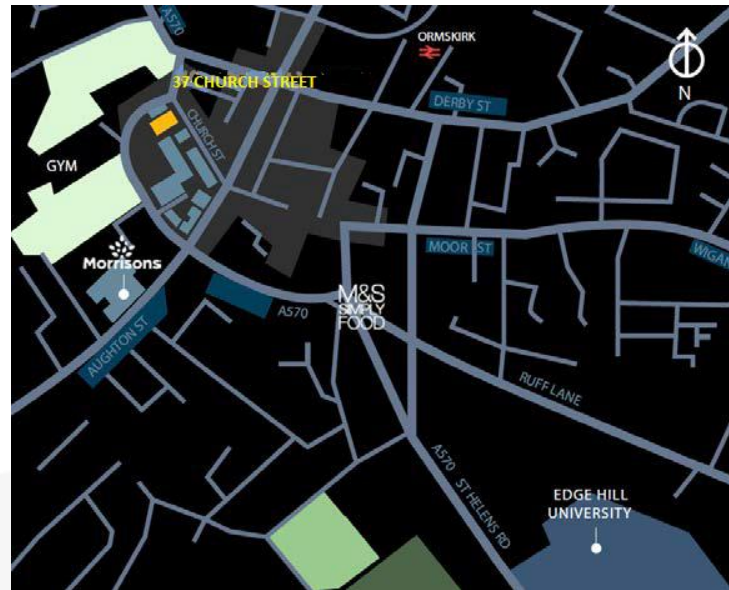 A570
ORMSKIRK
N
37 CHURCH STREET
DERBY ST
CHURCH ST
GYM
MOOR ST
WIGAN
Morrisons
M&S
SIMPLY
FOOD
A570
AUGHTON ST
RUFF LANE
A570 ST HELENS RD
EDGE HILL
UNIVERSITY